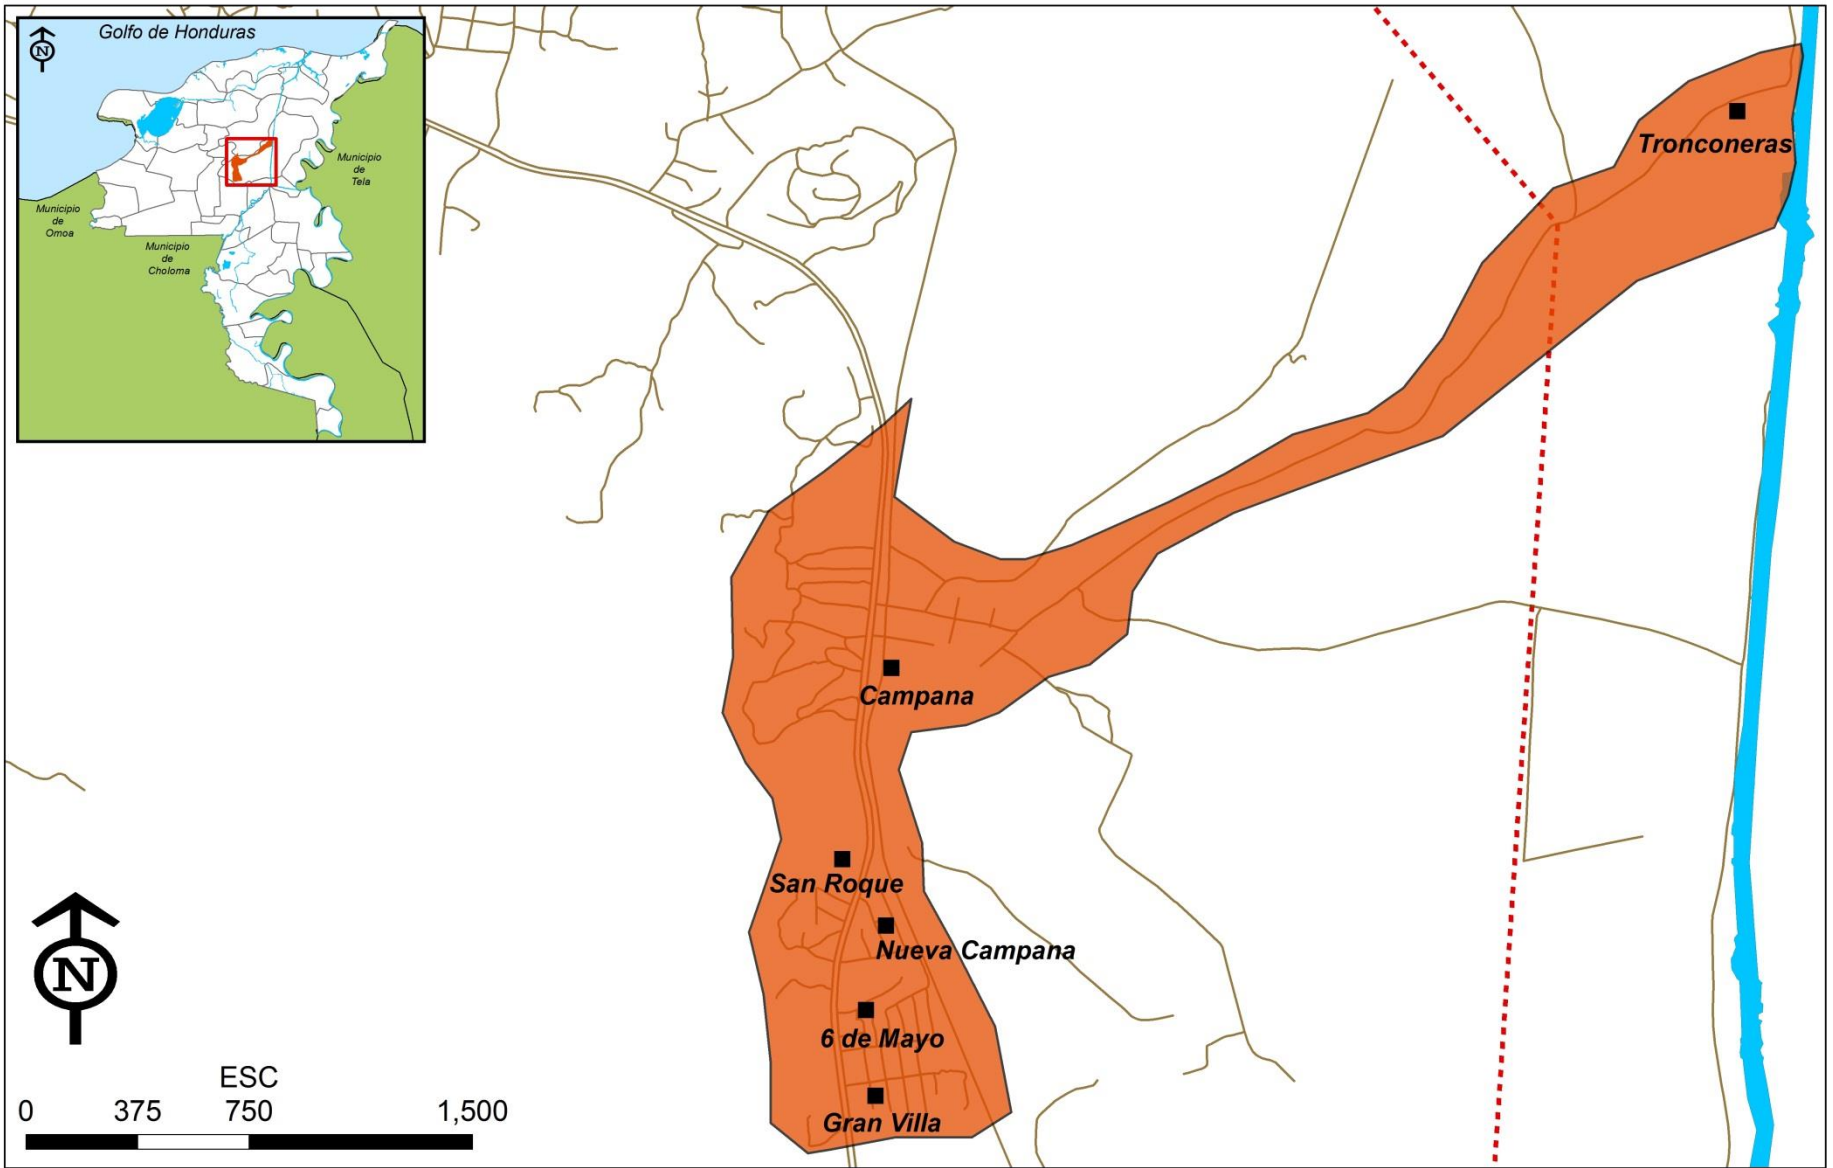 N
Golfo de Honduras
Municipio
de
Tela
Municipio
de
Omoa
Municipio
de
Choloma
Tronconeras
Campana
San Roque
Nueva Campana
6 de Mayo
Gran Villa
N
ESC
0 375 750 1,500